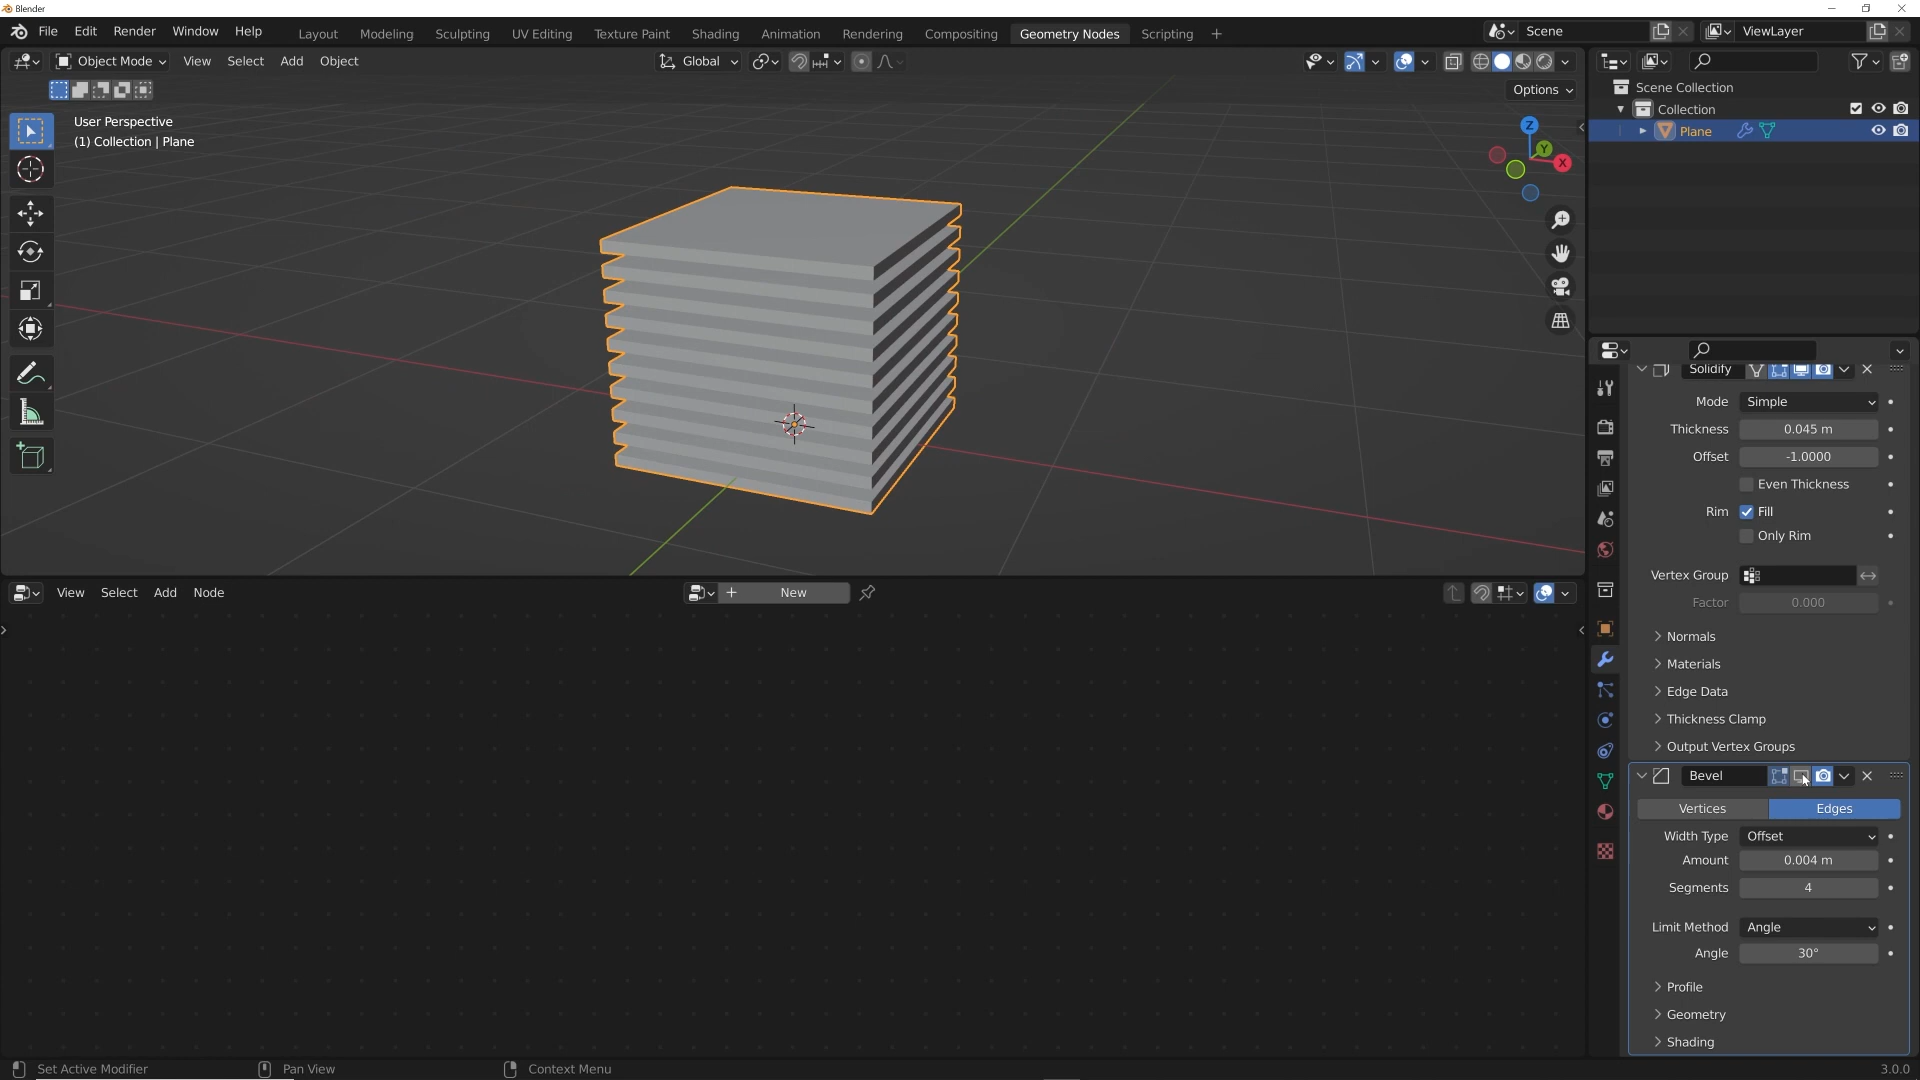 Blender
File Edit Render Window Help Layout Modeling Sculpting UV Editing Texture Paint Shading Animation Rendering Compositing Geometry Nodes Scripting + Scene ViewLayer
Object Mode View Select Add Object Global
Options
User Perspective
(1) Collection | Plane
Z
Y
X
Scene Collection
Collection
Plane
Solidify
Mode Simple
Thickness 0.045 m
Offset -1.0000
Even Thickness
Rim Fill
Only Rim
Vertex Group
Factor 0.000
Normals
Materials
Edge Data
Thickness Clamp
Output Vertex Groups
Bevel
Vertices Edges
Width Type Offset
Amount 0.004 m
Segments 4
Limit Method Angle
Angle 30°
Profile
Geometry
Shading
View Select Add Node + New
Set Active Modifier Pan View Context Menu 3.0.0